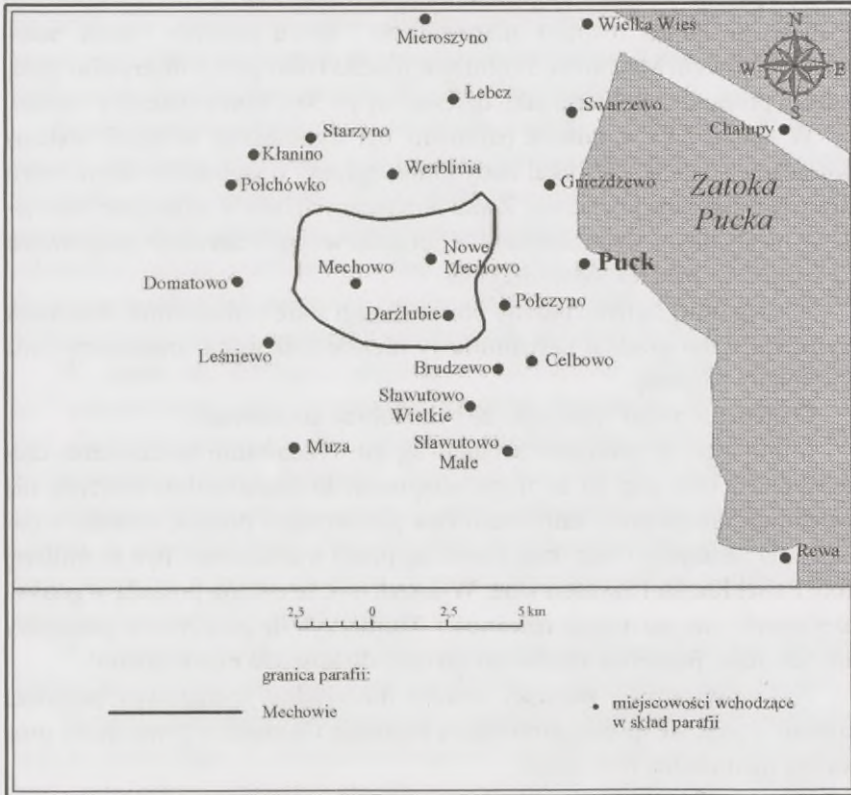 Mieroszyno
Wielka Wieś
N
W
E
S
Lebcz
Swarzewo
Chałupy
Starzyno
Kłanino
Werblinia
Połchówko
Gnieżdżewo
Zatoka
Pucka
Nowe
Mechowo
Mechowo
Puck
Domatowo
Darżlubie
Połczyno
Leśniewo
Celbowo
Brudzewo
Sławutowo
Wielkie
Muza
Sławutowo
Małe
Rewa
2,5 0 2,5 5 km
granica parafii:
Mechowie
miejscowości wchodzące
w skład parafii